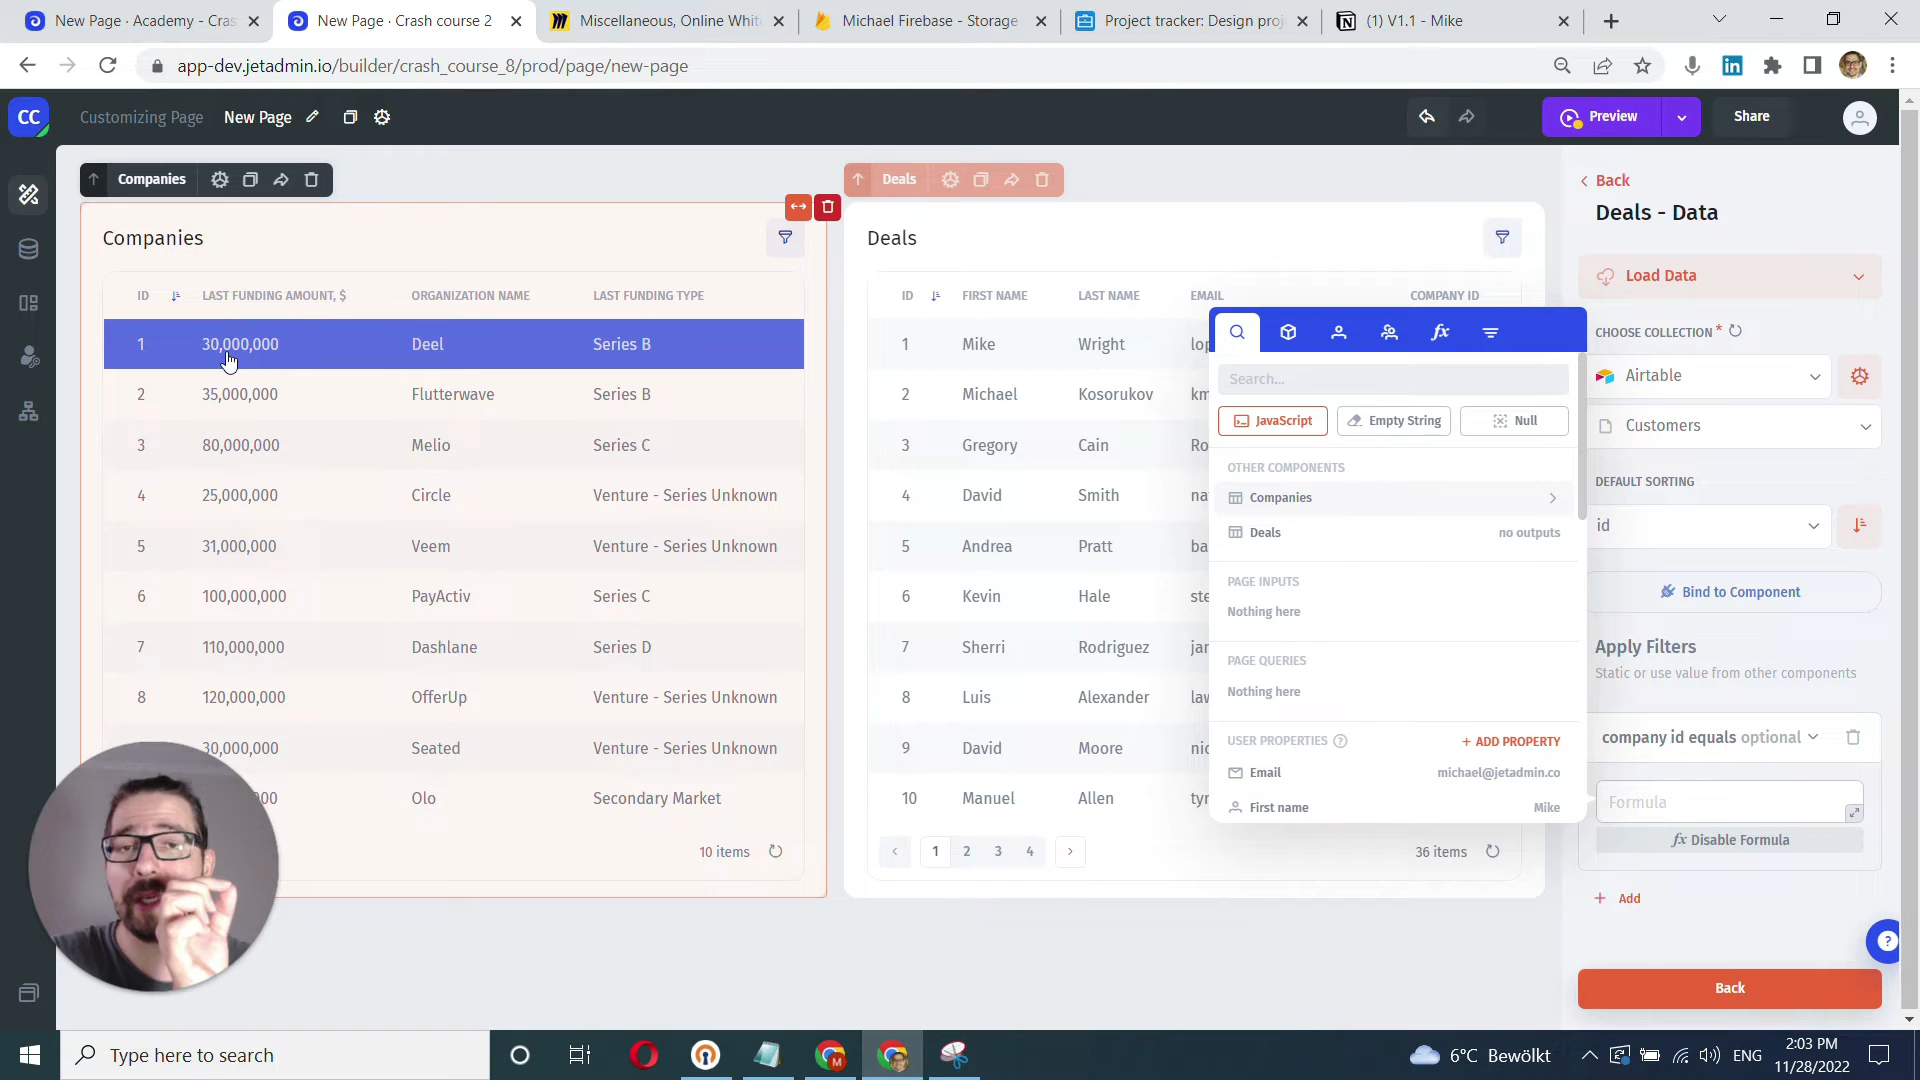 New Page · Academy - Cras
New Page · Crash course 2
Miscellaneous, Online Whit
Michael Firebase - Storage
Project tracker: Design proj
(1) V1.1 - Mike
app-dev.jetadmin.io/builder/crash_course_8/prod/page/new-page
CC
Customizing Page
New Page
Preview
Share
Companies
Deals
Companies
ID
LAST FUNDING AMOUNT, $
ORGANIZATION NAME
LAST FUNDING TYPE
1 30,000,000 Deel Series B
2 35,000,000 Flutterwave Series B
3 80,000,000 Melio Series C
4 25,000,000 Circle Venture - Series Unknown
5 31,000,000 Veem Venture - Series Unknown
6 100,000,000 PayActiv Series C
7 110,000,000 Dashlane Series D
8 120,000,000 OfferUp Venture - Series Unknown
30,000,000 Seated Venture - Series Unknown
Olo Secondary Market
10 items
Deals
ID
FIRST NAME
LAST NAME
EMAIL
COMPANY ID
1 Mike Wright lop
2 Michael Kosorukov km
3 Gregory Cain Ro
4 David Smith na
5 Andrea Pratt ba
6 Kevin Hale ste
7 Sherri Rodriguez jar
8 Luis Alexander law
9 David Moore nic
10 Manuel Allen tyr
1 2 3 4
36 items
fx
Search...
JavaScript
Empty String
Null
OTHER COMPONENTS
Companies
Deals
no outputs
PAGE INPUTS
Nothing here
PAGE QUERIES
Nothing here
USER PROPERTIES ?
+ ADD PROPERTY
Email
michael@jetadmin.co
First name
Mike
Back
Deals - Data
Load Data
CHOOSE COLLECTION *
Airtable
Customers
DEFAULT SORTING
id
Bind to Component
Apply Filters
Static or use value from other components
company id equals optional
Formula
fx Disable Formula
+ Add
?
Back
Type here to search
6°C Bewölkt
ENG
2:03 PM
11/28/2022